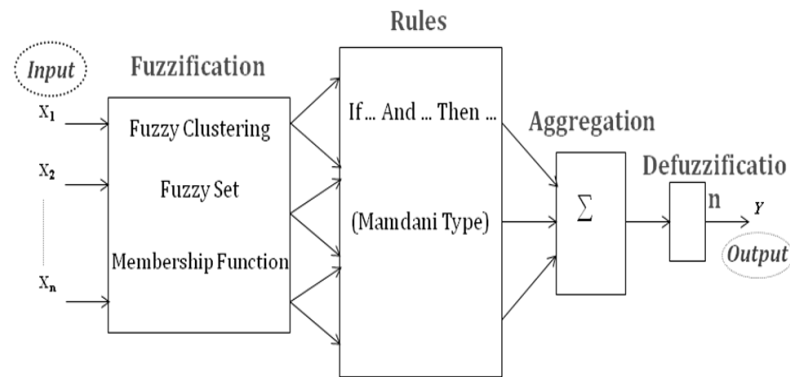 Rules
Fuzzification
Input
X1
X2
Xn
Fuzzy Clustering
Fuzzy Set
Membership Function
If ... And ... Then ...
(Mamdani Type)
Aggregation
Σ
Defuzzificatio
n
Y
Output